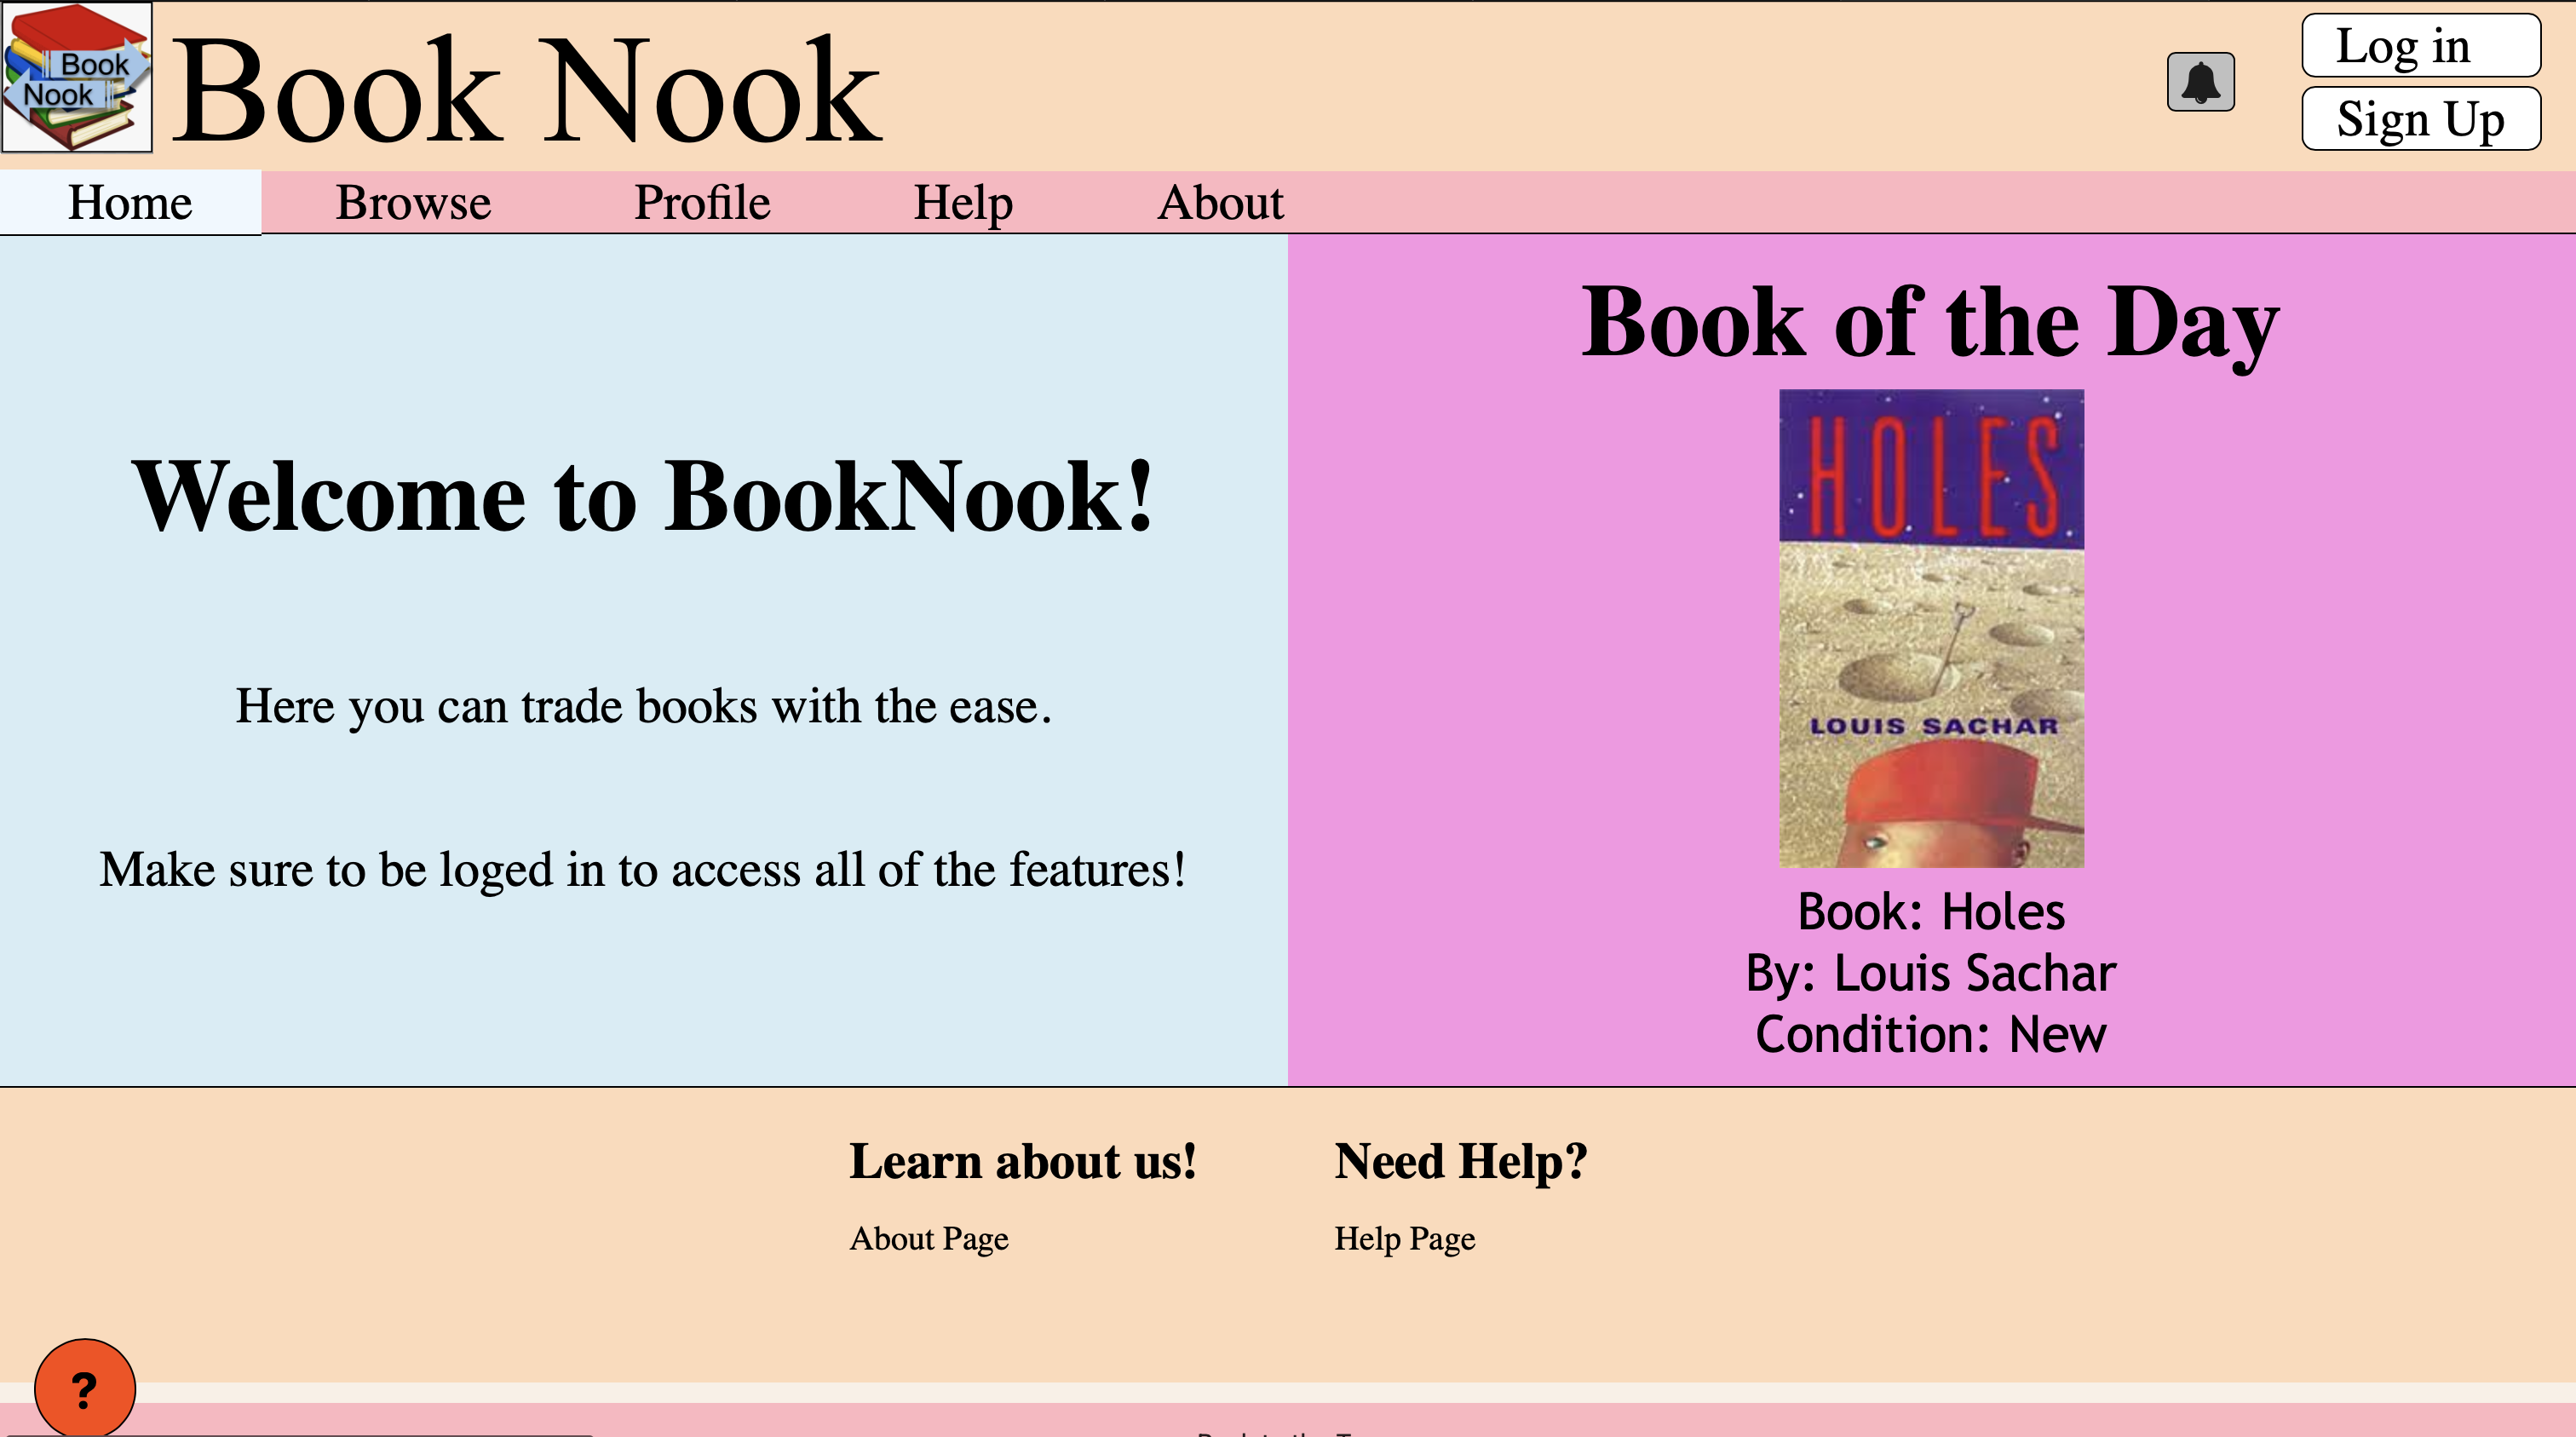 Book
Nook
Book Nook
Log in
Sign Up
Home Browse Profile Help About
Welcome to BookNook!
Here you can trade books with the ease.
Make sure to be loged in to access all of the features!
Book of the Day
HOLES
LOUIS SACHAR
Book: Holes
By: Louis Sachar
Condition: New
Learn about us!
About Page
Need Help?
Help Page
?